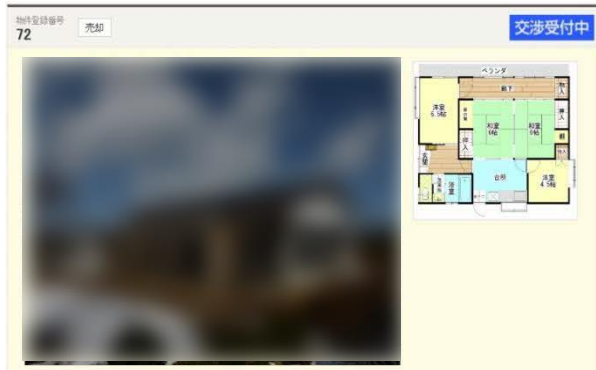 物件登録番号
72
売却
交渉受付中
ベランダ
廊下
物入
洋室
6.5帖
押入
和室
6帖
和室
6帖
押入
玄関
台所
洋室
4.5帖
浴室